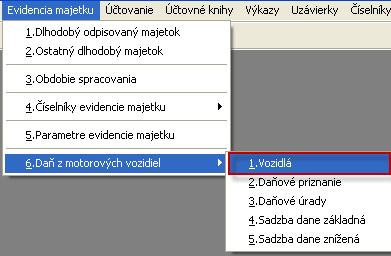 Evidencia majetku Účtovanie Účtovné knihy Výkazy Uzávierky Číselníky
1.Dlhodobý odpisovaný majetok
2.Ostatný dlhodobý majetok
3.Obdobie spracovania
4.Číselníky evidencie majetku
5.Parametre evidencie majetku
6.Daň z motorových vozidiel
1.Vozidlá
2.Daňové priznanie
3.Daňové úrady
4.Sadzba dane základná
5.Sadzba dane znížená